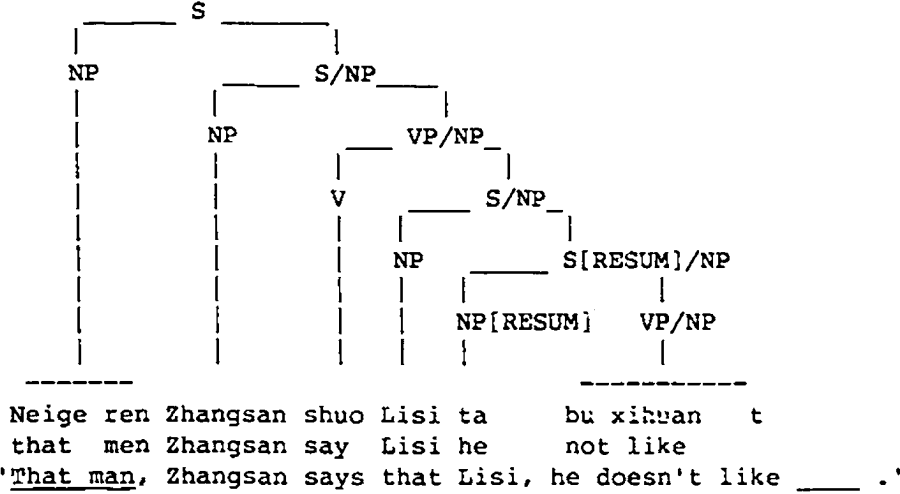 S
NP S/NP
NP VP/NP
V S/NP
NP S[RESUM]/NP
NP[RESUM] VP/NP
Neige ren Zhangsan shuo Lisi ta bu xihuan t
that men Zhangsan say Lisi he not like
'That man, Zhangsan says that Lisi, he doesn't like ____ .'